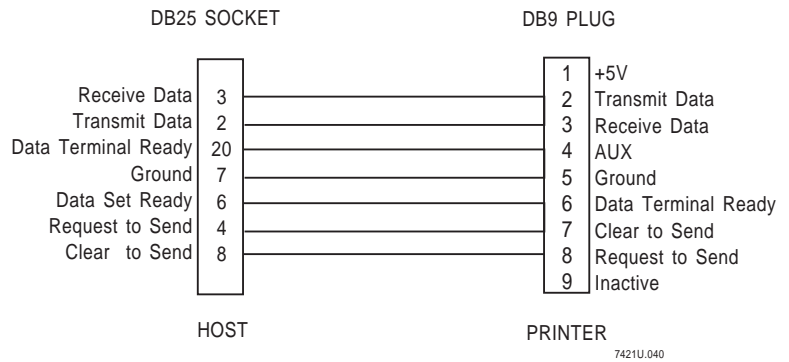 DB25 SOCKET
DB9 PLUG
1 +5V
Receive Data 3
2 Transmit Data
Transmit Data 2
3 Receive Data
Data Terminal Ready 20
4 AUX
Ground 7
5 Ground
Data Set Ready 6
6 Data Terminal Ready
Request to Send 4
7 Clear to Send
Clear to Send 8
8 Request to Send
9 Inactive
HOST
PRINTER
7421U.040